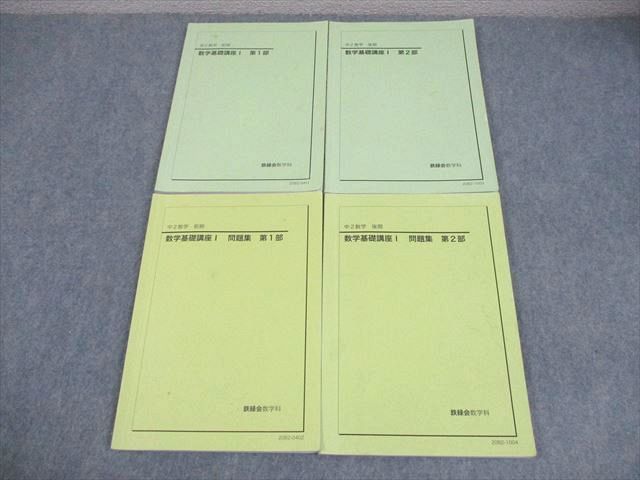 中2数学 前期
数学基礎講座Ⅰ 第1部
鉄緑会数学科
中2数学 後期
数学基礎講座Ⅰ 第2部
鉄緑会数学科
中2数学 前期
数学基礎講座Ⅰ 問題集 第1部
鉄緑会数学科
20B2-0402
中2数学 後期
数学基礎講座Ⅰ 問題集 第2部
鉄緑会数学科
20B2-1004